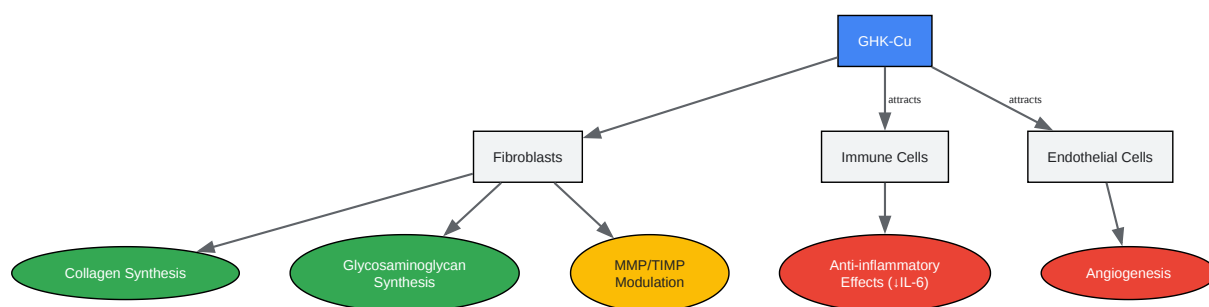 GHK-Cu
attracts
attracts
Fibroblasts
Immune Cells
Endothelial Cells
Collagen Synthesis
Glycosaminoglycan
Synthesis
MMP/TIMP
Modulation
Anti-inflammatory
Effects (↓IL-6)
Angiogenesis